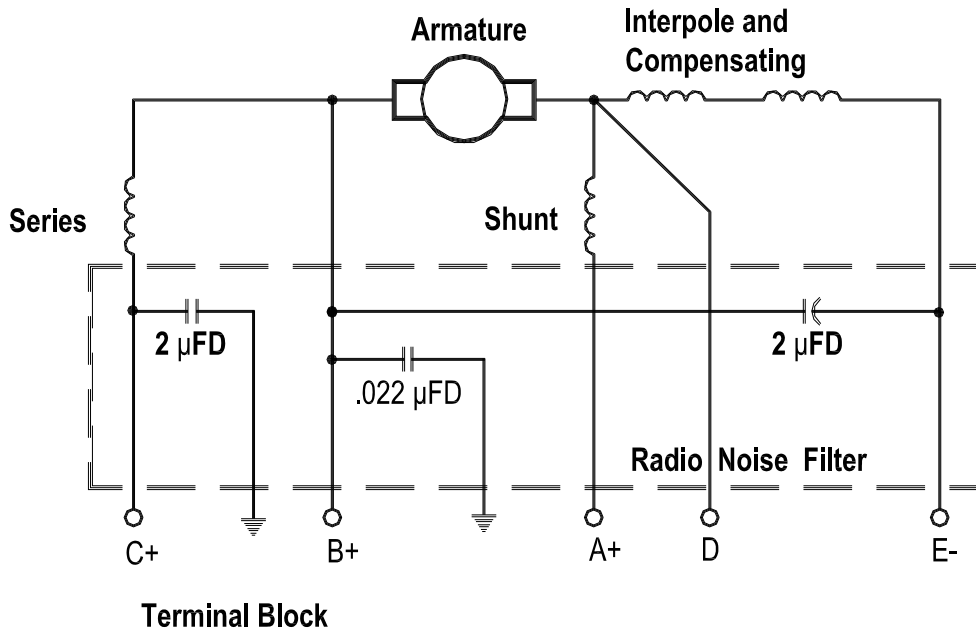 Armature
Interpole and
Compensating
Series
Shunt
2 µFD
2 µFD
.022 µFD
Radio Noise Filter
C+
B+
A+
D
E-
Terminal Block